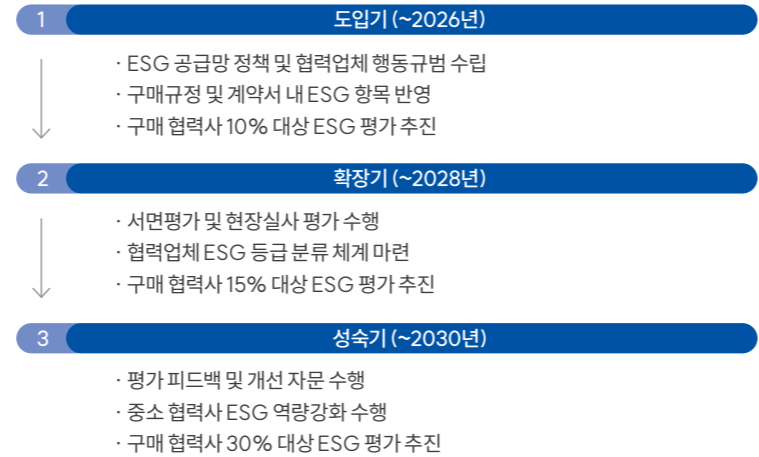 1 도입기 (~2026년)
· ESG 공급망 정책 및 협력업체 행동규범 수립
· 구매규정 및 계약서 내 ESG 항목 반영
· 구매 협력사 10% 대상 ESG 평가 추진
2 확장기 (~2028년)
· 서면평가 및 현장실사 평가 수행
· 협력업체 ESG 등급 분류 체계 마련
· 구매 협력사 15% 대상 ESG 평가 추진
3 성숙기 (~2030년)
· 평가 피드백 및 개선 자문 수행
· 중소 협력사 ESG 역량강화 수행
· 구매 협력사 30% 대상 ESG 평가 추진